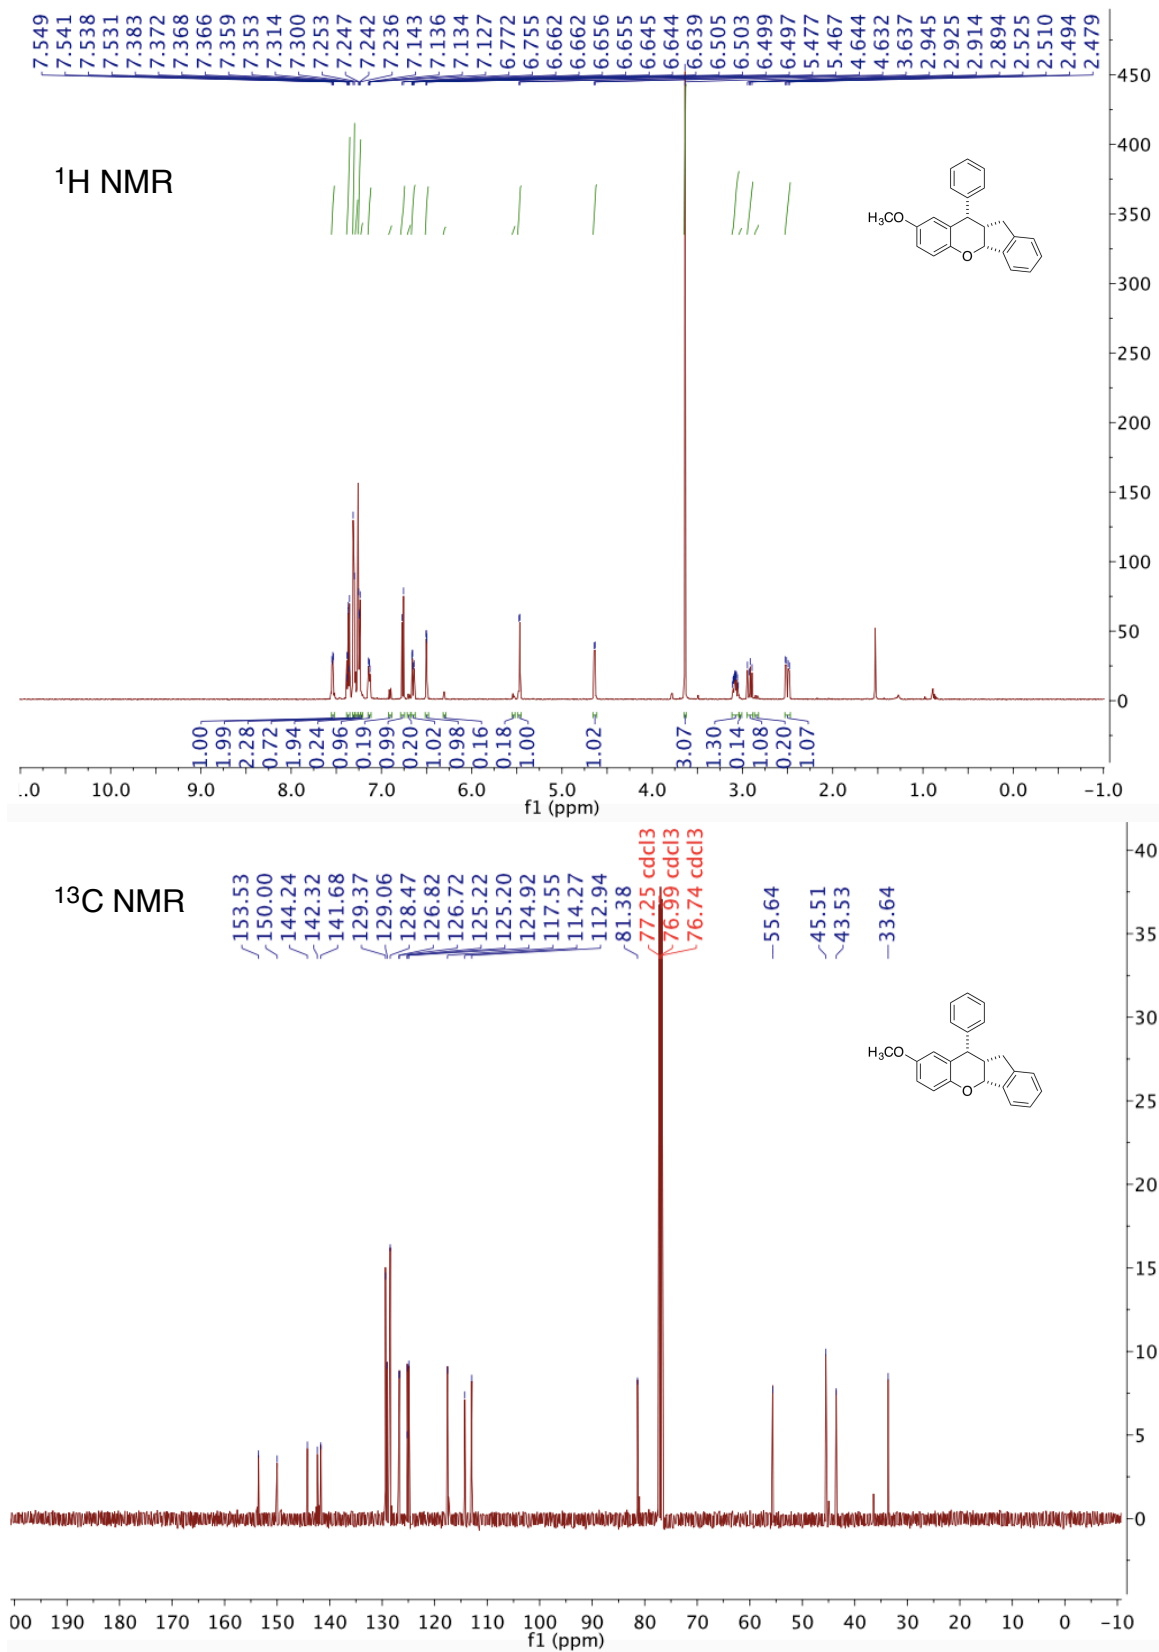 7.549 7.541 7.538 7.531 7.383 7.372 7.368 7.366 7.359 7.353 7.314 7.300 7.253 7.247 7.242 7.236 7.143 7.136 7.134 7.127 6.772 6.755 6.662 6.662 6.656 6.655 6.645 6.644 6.639 6.505 6.503 6.499 6.497 5.477 5.467 4.644 4.632 3.637 2.945 2.925 2.914 2.894 2.525 2.510 2.494 2.479
450
400
¹H NMR
350
H₃CO
O
300
250
200
150
100
50
0
1.00 1.99 2.28 0.72 1.94 0.24 0.96 0.19 0.99 0.20 1.02 0.98 0.16 0.18 1.00 1.02 3.07 1.30 0.14 1.08 0.20 1.07
.0 10.0 9.0 8.0 7.0 6.0 5.0 4.0 3.0 2.0 1.0 0.0 −1.0
f1 (ppm)
153.53 150.00 144.24 142.32 141.68 129.37 129.06 128.47 126.82 126.72 125.22 125.20 124.92 117.55 114.27 112.94 81.38 77.25 cdcl3 76.99 cdcl3 76.74 cdcl3 55.64 45.51 43.53 33.64
40
¹³C NMR
35
30
H₃CO
O
25
20
15
10
5
0
00 190 180 170 160 150 140 130 120 110 100 90 80 70 60 50 40 30 20 10 0 −10
f1 (ppm)